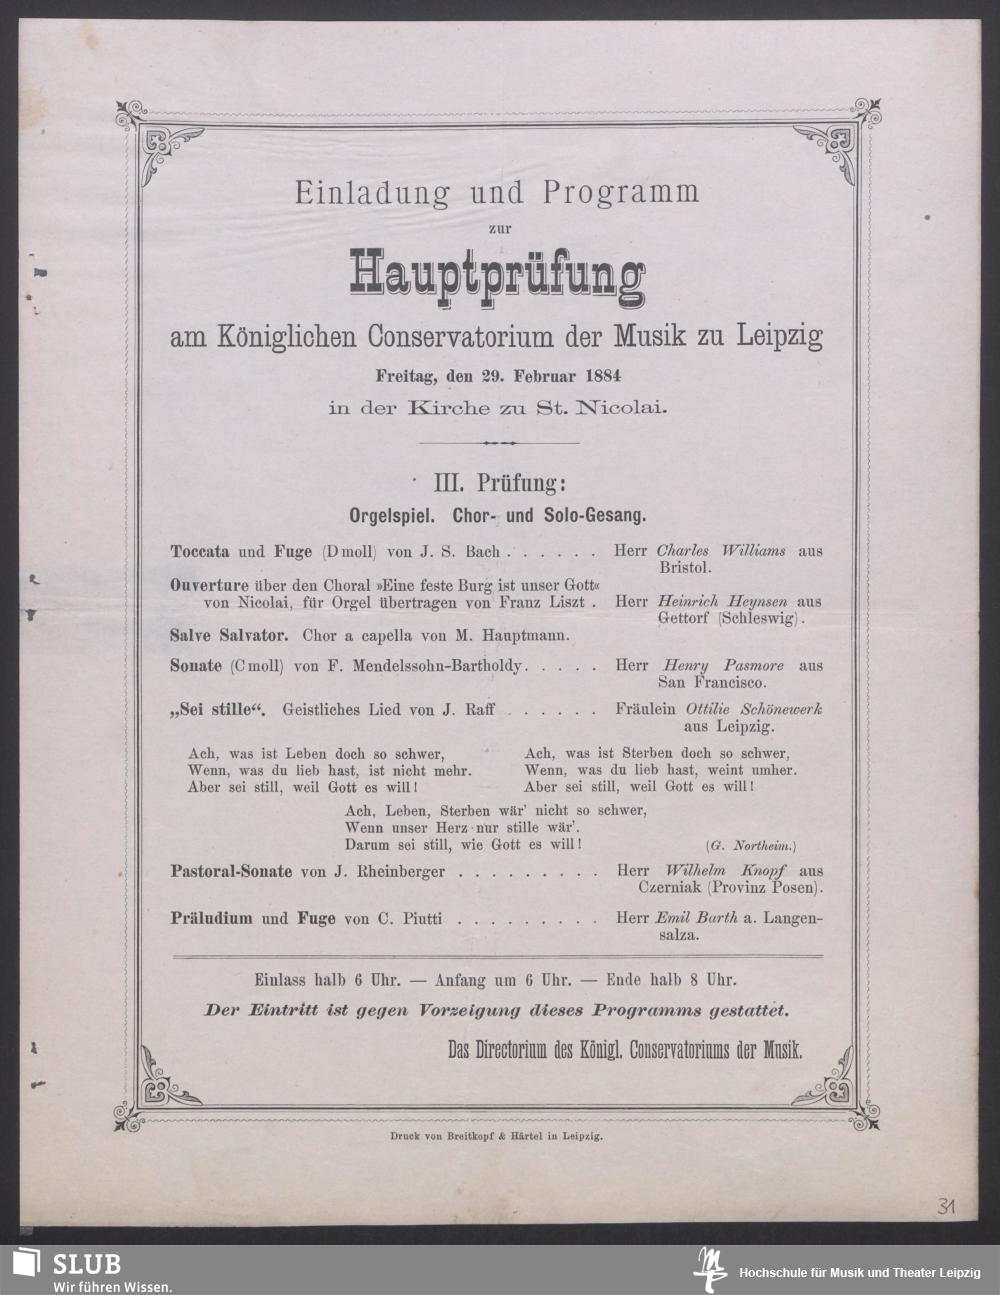 Einladung und Programm
zur
Hauptprüfung
am Königlichen Conservatorium der Musik zu Leipzig
Freitag, den 29. Februar 1884
in der Kirche zu St. Nicolai.
III. Prüfung:
Orgelspiel. Chor- und Solo-Gesang.
Toccata und Fuge (Dmoll) von J. S. Bach . . . . . . Herr Charles Williams aus
Bristol.
Ouverture über den Choral »Eine feste Burg ist unser Gott«
von Nicolai, für Orgel übertragen von Franz Liszt . Herr Heinrich Heynsen aus
Gettorf (Schleswig).
Salve Salvator. Chor a capella von M. Hauptmann.
Sonate (Cmoll) von F. Mendelssohn-Bartholdy. . . . . Herr Henry Pasmore aus
San Francisco.
„Sei stille“. Geistliches Lied von J. Raff . . . . . . Fräulein Ottilie Schönewerk
aus Leipzig.
Ach, was ist Leben doch so schwer,
Wenn, was du lieb hast, ist nicht mehr.
Aber sei still, weil Gott es will!
Ach, was ist Sterben doch so schwer,
Wenn, was du lieb hast, weint umher.
Aber sei still, weil Gott es will!
Ach, Leben, Sterben wär' nicht so schwer,
Wenn unser Herz nur stille wär'.
Darum sei still, wie Gott es will!
(G. Northeim.)
Pastoral-Sonate von J. Rheinberger . . . . . . . . . Herr Wilhelm Knopf aus
Czerniak (Provinz Posen).
Präludium und Fuge von C. Piutti . . . . . . . . . Herr Emil Barth a. Langen-
salza.
Einlass halb 6 Uhr. — Anfang um 6 Uhr. — Ende halb 8 Uhr.
Der Eintritt ist gegen Vorzeigung dieses Programms gestattet.
Das Directorium des Königl. Conservatoriums der Musik.
Druck von Breitkopf & Härtel in Leipzig.
31
SLUB
Wir führen Wissen.
Hochschule für Musik und Theater Leipzig